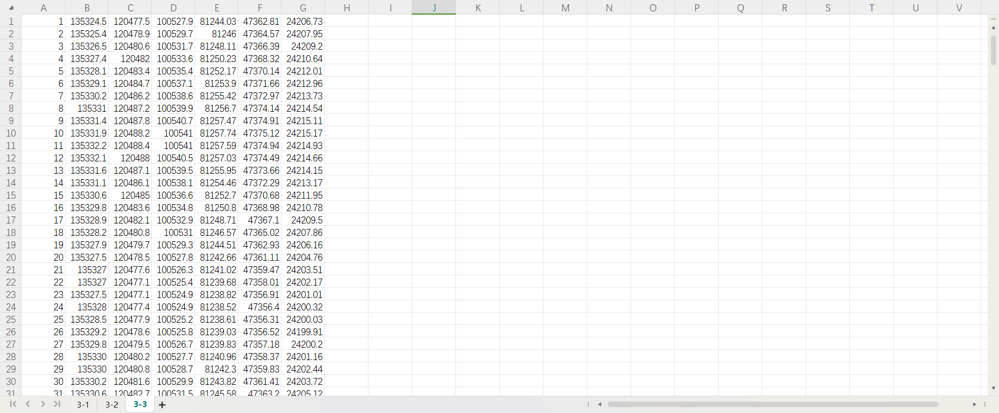 A B C D E F G H I J K L M N O P Q R S T U V
1 1 135324.5 120477.5 100527.9 81244.03 47362.81 24206.73
2 2 135325.4 120478.9 100529.7 81246 47364.57 24207.95
3 3 135326.5 120480.6 100531.7 81248.11 47366.39 24209.2
4 4 135327.4 120482 100533.6 81250.23 47368.32 24210.64
5 5 135328.1 120483.4 100535.4 81252.17 47370.14 24212.01
6 6 135329.1 120484.7 100537.1 81253.9 47371.66 24212.96
7 7 135330.2 120486.2 100538.6 81255.42 47372.97 24213.73
8 8 135331 120487.2 100539.9 81256.7 47374.14 24214.54
9 9 135331.4 120487.8 100540.7 81257.47 47374.91 24215.11
10 10 135331.9 120488.2 100541 81257.74 47375.12 24215.17
11 11 135332.2 120488.4 100541 81257.59 47374.94 24214.93
12 12 135332.1 120488 100540.5 81257.03 47374.49 24214.66
13 13 135331.6 120487.1 100539.5 81255.95 47373.66 24214.15
14 14 135331.1 120486.1 100538.1 81254.46 47372.29 24213.17
15 15 135330.6 120485 100536.6 81252.7 47370.68 24211.95
16 16 135329.8 120483.6 100534.8 81250.8 47368.98 24210.78
17 17 135328.9 120482.1 100532.9 81248.71 47367.1 24209.5
18 18 135328.2 120480.8 100531 81246.57 47365.02 24207.86
19 19 135327.9 120479.7 100529.3 81244.51 47362.93 24206.16
20 20 135327.5 120478.5 100527.8 81242.66 47361.11 24204.76
21 21 135327 120477.6 100526.3 81241.02 47359.47 24203.51
22 22 135327 120477.1 100525.4 81239.68 47358.01 24202.17
23 23 135327.5 120477.1 100524.9 81238.82 47356.91 24201.01
24 24 135328 120477.4 100524.9 81238.52 47356.4 24200.32
25 25 135328.5 120477.9 100525.2 81238.61 47356.31 24200.03
26 26 135329.2 120478.6 100525.8 81239.03 47356.52 24199.91
27 27 135329.8 120479.5 100526.7 81239.83 47357.18 24200.2
28 28 135330 120480.2 100527.7 81240.96 47358.37 24201.16
29 29 135330 120480.8 100528.7 81242.3 47359.83 24202.44
30 30 135330.2 120481.6 100529.9 81243.82 47361.41 24203.72
31 31 135330.6 120482.7 100531.5 81245.58 47363.2 24205.12
3-1 3-2 3-3 +